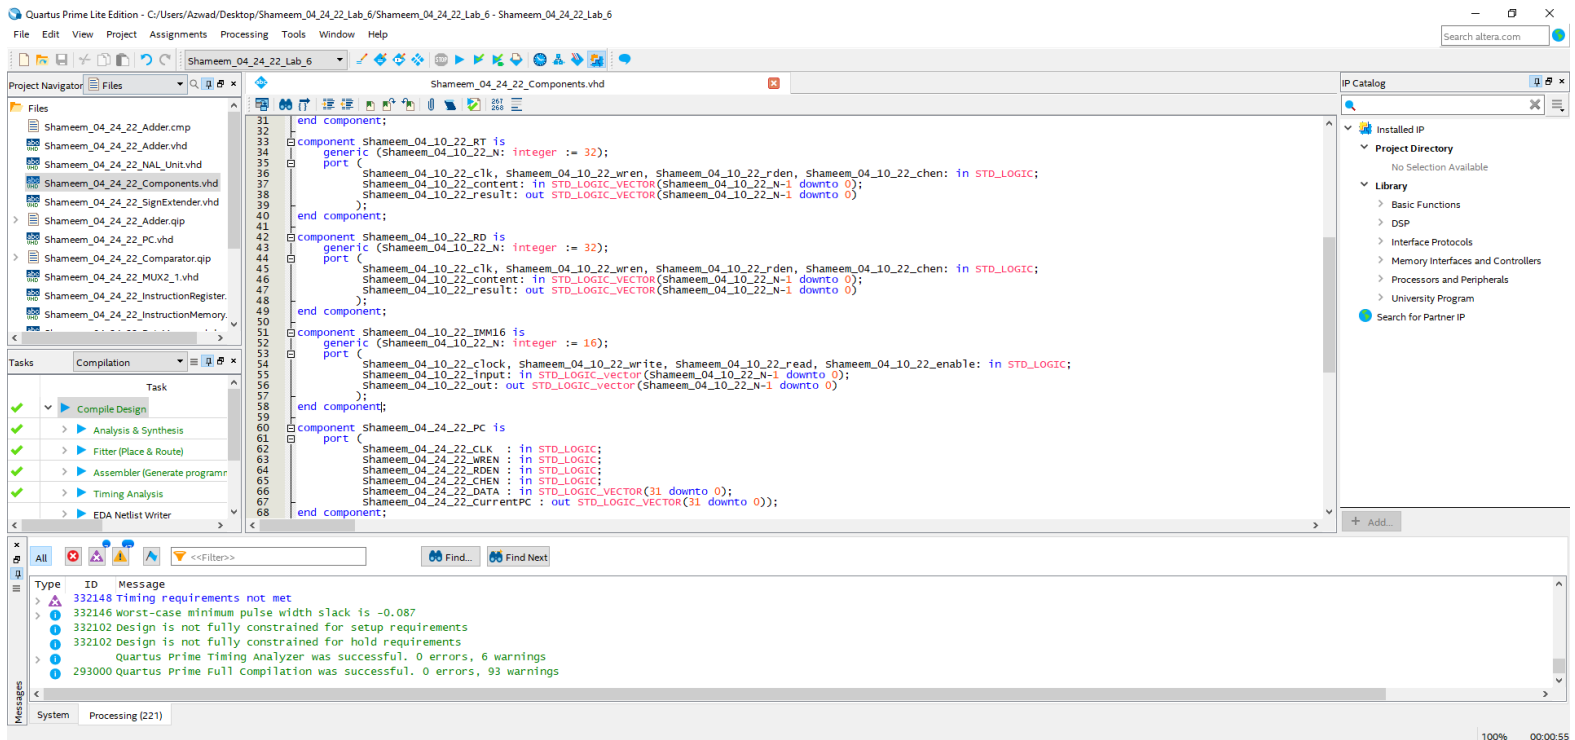 Quartus Prime Lite Edition - C:/Users/Azwad/Desktop/Shameem_04_24_22_Lab_6/Shameem_04_24_22_Lab_6 - Shameem_04_24_22_Lab_6
File Edit View Project Assignments Processing Tools Window Help
Search altera.com
Shameem_04_24_22_Lab_6
Project Navigator Files
Files
Shameem_04_24_22_Adder.cmp
Shameem_04_24_22_Adder.vhd
Shameem_04_24_22_NAL_Unit.vhd
Shameem_04_24_22_Components.vhd
Shameem_04_24_22_SignExtender.vhd
Shameem_04_24_22_Adder.qip
Shameem_04_24_22_PC.vhd
Shameem_04_24_22_Comparator.qip
Shameem_04_24_22_MUX2_1.vhd
Shameem_04_24_22_InstructionRegister.
Shameem_04_24_22_InstructionMemory.
Tasks Compilation
Task
Compile Design
Analysis & Synthesis
Fitter (Place & Route)
Assembler (Generate programm
Timing Analysis
EDA Netlist Writer
Shameem_04_24_22_Components.vhd
267
268
31 end component;
32
33 component Shameem_04_10_22_RT is
34 generic (Shameem_04_10_22_N: integer := 32);
35 port (
36 Shameem_04_10_22_clk, Shameem_04_10_22_wren, Shameem_04_10_22_rden, Shameem_04_10_22_chen: in STD_LOGIC;
37 Shameem_04_10_22_content: in STD_LOGIC_VECTOR(Shameem_04_10_22_N-1 downto 0);
38 Shameem_04_10_22_result: out STD_LOGIC_VECTOR(Shameem_04_10_22_N-1 downto 0)
39 );
40 end component;
41
42 component Shameem_04_10_22_RD is
43 generic (Shameem_04_10_22_N: integer := 32);
44 port (
45 Shameem_04_10_22_clk, Shameem_04_10_22_wren, Shameem_04_10_22_rden, Shameem_04_10_22_chen: in STD_LOGIC;
46 Shameem_04_10_22_content: in STD_LOGIC_VECTOR(Shameem_04_10_22_N-1 downto 0);
47 Shameem_04_10_22_result: out STD_LOGIC_VECTOR(Shameem_04_10_22_N-1 downto 0)
48 );
49 end component;
50
51 component Shameem_04_10_22_IMM16 is
52 generic (Shameem_04_10_22_N: integer := 16);
53 port (
54 Shameem_04_10_22_clock, Shameem_04_10_22_write, Shameem_04_10_22_read, Shameem_04_10_22_enable: in STD_LOGIC;
55 Shameem_04_10_22_input: in STD_LOGIC_vector(Shameem_04_10_22_N-1 downto 0);
56 Shameem_04_10_22_out: out STD_LOGIC_vector(Shameem_04_10_22_N-1 downto 0)
57 );
58 end component;
59
60 component Shameem_04_24_22_PC is
61 port (
62 Shameem_04_24_22_CLK : in STD_LOGIC;
63 Shameem_04_24_22_WREN : in STD_LOGIC;
64 Shameem_04_24_22_RDEN : in STD_LOGIC;
65 Shameem_04_24_22_CHEN : in STD_LOGIC;
66 Shameem_04_24_22_DATA : in STD_LOGIC_VECTOR(31 downto 0);
67 Shameem_04_24_22_CurrentPC : out STD_LOGIC_VECTOR(31 downto 0));
68 end component;
IP Catalog
Installed IP
Project Directory
No Selection Available
Library
Basic Functions
DSP
Interface Protocols
Memory Interfaces and Controllers
Processors and Peripherals
University Program
Search for Partner IP
+ Add...
All <<Filter>> Find... Find Next
Type ID Message
332148 Timing requirements not met
332146 Worst-case minimum pulse width slack is -0.087
332102 Design is not fully constrained for setup requirements
332102 Design is not fully constrained for hold requirements
Quartus Prime Timing Analyzer was successful. 0 errors, 6 warnings
293000 Quartus Prime Full Compilation was successful. 0 errors, 93 warnings
Messages
System Processing (221)
100% 00:00:55